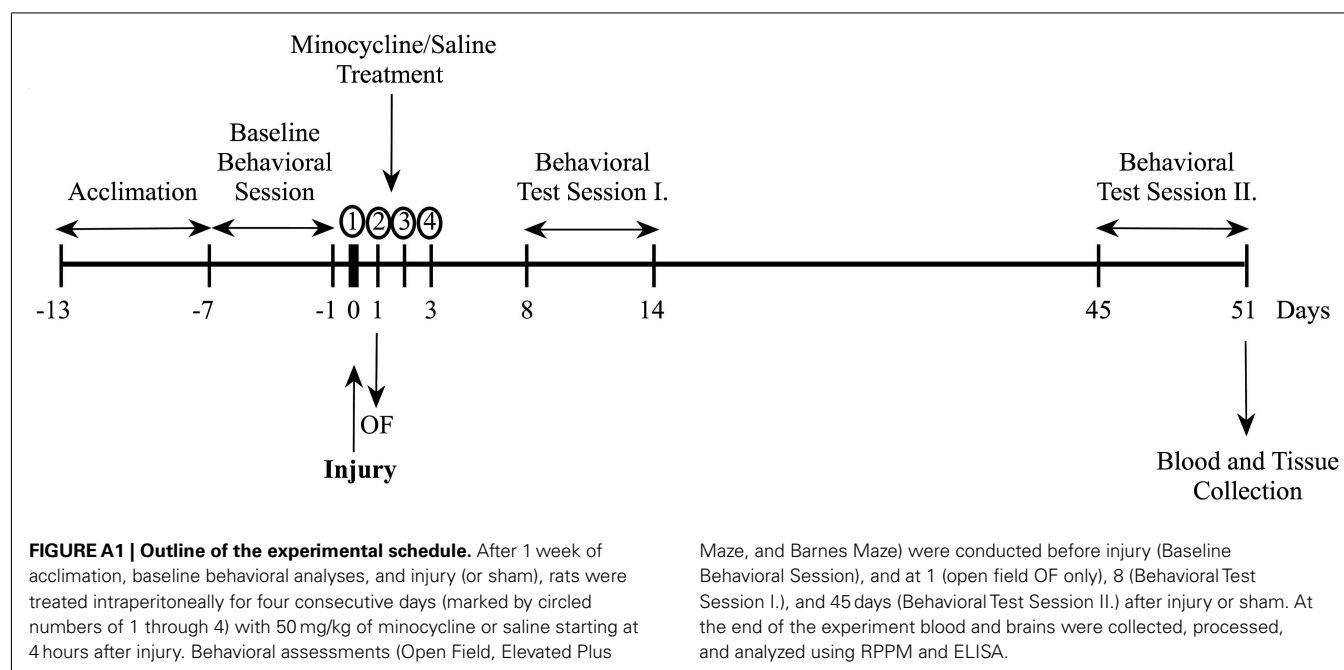 Minocycline/Saline
Treatment
Baseline
Behavioral
Session
Acclimation
Behavioral
Test Session I.
Behavioral
Test Session II.
1 2 3 4
-13 -7 -1 0 1 3 8 14 45 51 Days
OF
Injury
Blood and Tissue
Collection
FIGURE A1 | Outline of the experimental schedule. After 1 week of
acclimation, baseline behavioral analyses, and injury (or sham), rats were
treated intraperitoneally for four consecutive days (marked by circled
numbers of 1 through 4) with 50 mg/kg of minocycline or saline starting at
4 hours after injury. Behavioral assessments (Open Field, Elevated Plus
Maze, and Barnes Maze) were conducted before injury (Baseline
Behavioral Session), and at 1 (open field OF only), 8 (Behavioral Test
Session I.), and 45 days (Behavioral Test Session II.) after injury or sham. At
the end of the experiment blood and brains were collected, processed,
and analyzed using RPPM and ELISA.